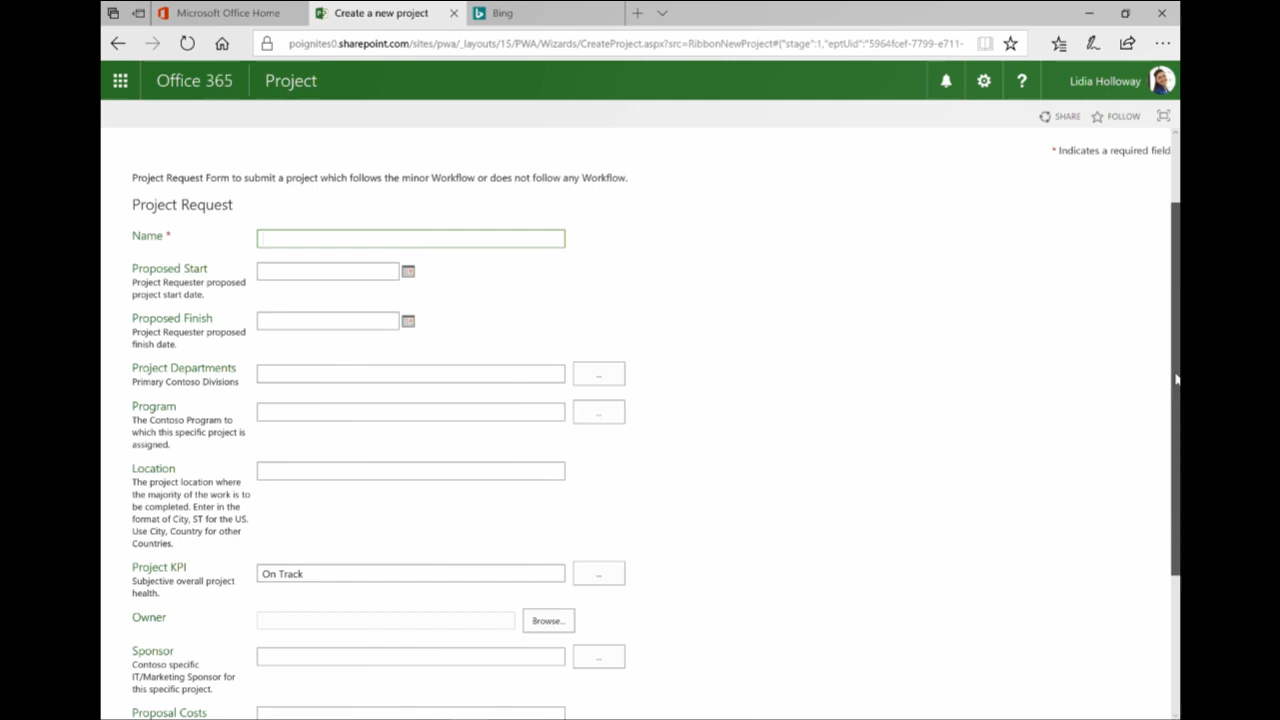 Microsoft Office Home
Create a new project
Bing
poignites0.sharepoint.com/sites/pwa/_layouts/15/PWA/Wizards/CreateProject.aspx?src=RibbonNewProject#{"stage":1,"eptUid":"5964fcef-7799-e711-
Office 365
Project
?
Lidia Holloway
SHARE
FOLLOW
* Indicates a required field
Project Request Form to submit a project which follows the minor Workflow or does not follow any Workflow.
Project Request
Name *
Proposed Start
Project Requester proposed
project start date.
Proposed Finish
Project Requester proposed
finish date.
Project Departments
Primary Contoso Divisions
...
Program
The Contoso Program to
which this specific project is
assigned.
...
Location
The project location where
the majority of the work is to
be completed. Enter in the
format of City, ST for the US.
Use City, Country for other
Countries.
Project KPI
Subjective overall project
health.
On Track
...
Owner
Browse...
Sponsor
Contoso specific
IT/Marketing Sponsor for
this specific project.
...
Proposal Costs